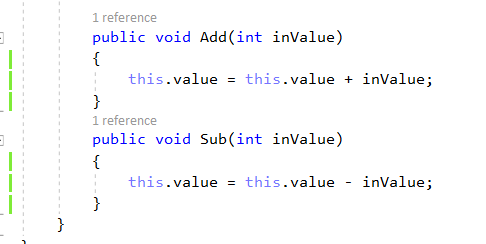 1 reference
public void Add(int inValue)
{
this.value = this.value + inValue;
}
1 reference
public void Sub(int inValue)
{
this.value = this.value - inValue;
}
}